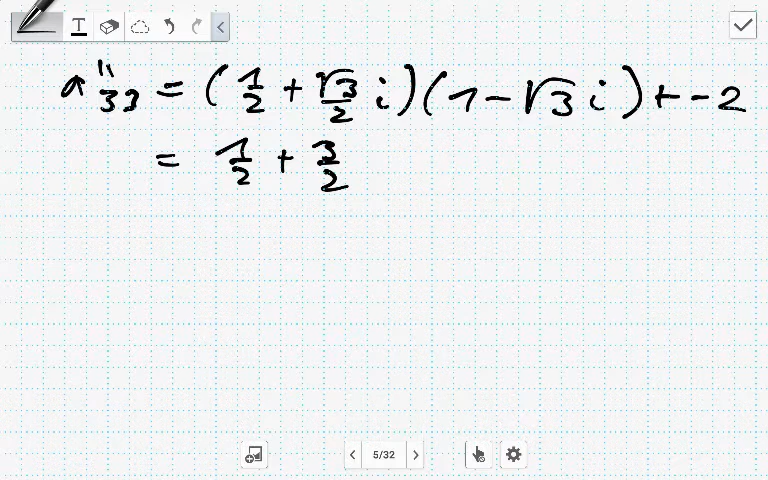 T
a''₃₃ = (1/2 + √3/2 i)(1 - √3 i) + -2
= 1/2 + 3/2
5/32